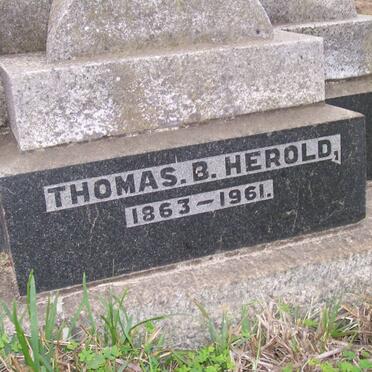 THOMAS. B. HEROLD,
1863 — 1961.